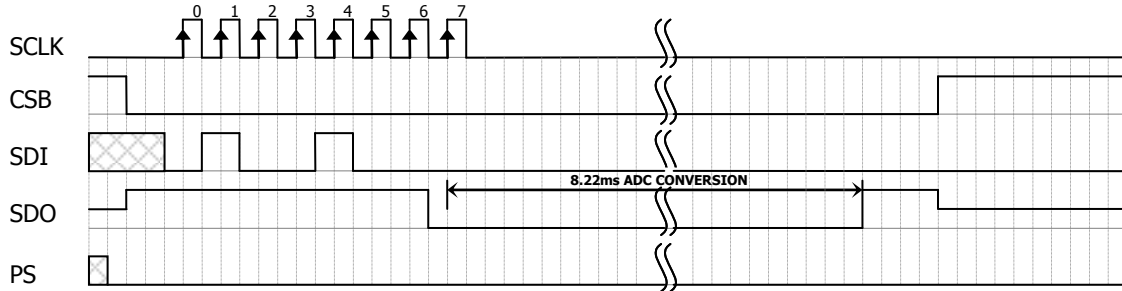 0 1 2 3 4 5 6 7
SCLK
CSB
SDI
8.22ms ADC CONVERSION
SDO
PS